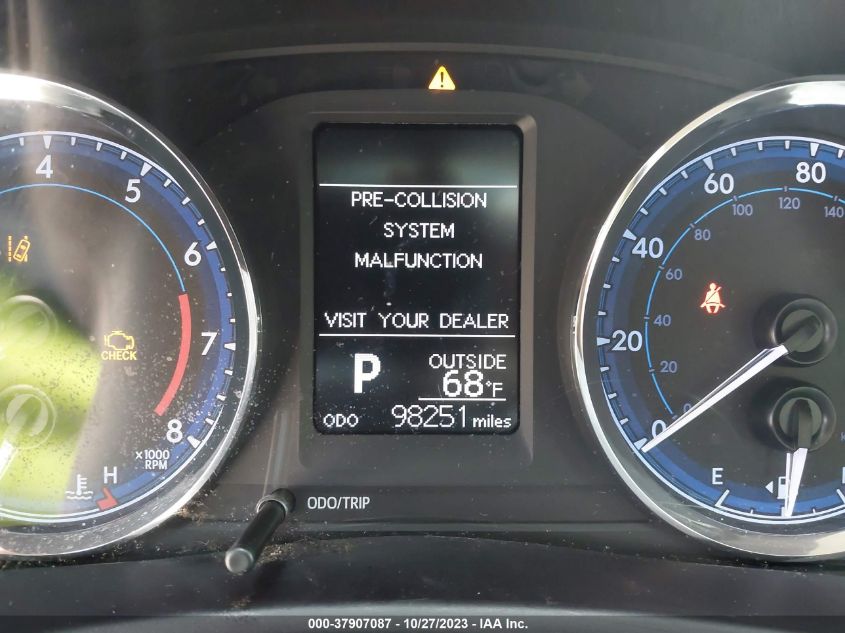 PRE-COLLISION
SYSTEM
MALFUNCTION
VISIT YOUR DEALER
P
OUTSIDE
68°F
ODO 98251 miles
4
5
6
7
8
x1000
RPM
CHECK
H
ODO/TRIP
0
20
40
60
80
0
20
40
60
80
100
120
140
E
000-37907087 - 10/27/2023 - IAA Inc.